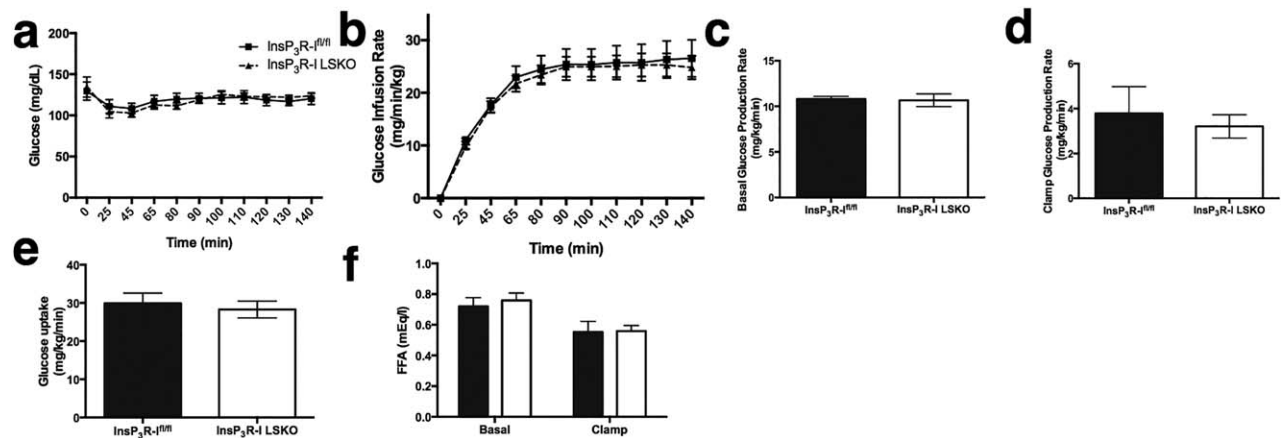 a
Glucose (mg/dL)
200
150
100
50
0
0 25 45 65 80 90 100 110 120 130 140
Time (min)
InsP₃R-Iᶠˡ/ᶠˡ
InsP₃R-I LSKO
b
Glucose Infusion Rate
(mg/min/kg)
30
20
10
0
0 25 45 65 80 90 100 110 120 130 140
Time (min)
c
Basal Glucose Production Rate
(mg/kg/min)
15
10
5
0
InsP₃R-Iᶠˡ/ᶠˡ InsP₃R-I LSKO
d
Clamp Glucose Production Rate
(mg/kg/min)
6
4
2
0
InsP₃R-Iᶠˡ/ᶠˡ InsP₃R-I LSKO
e
Glucose uptake
(mg/kg/min)
40
30
20
10
0
InsP₃R-Iᶠˡ/ᶠˡ InsP₃R-I LSKO
f
FFA (mEq/l)
1.0
0.8
0.6
0.4
0.2
0.0
Basal Clamp